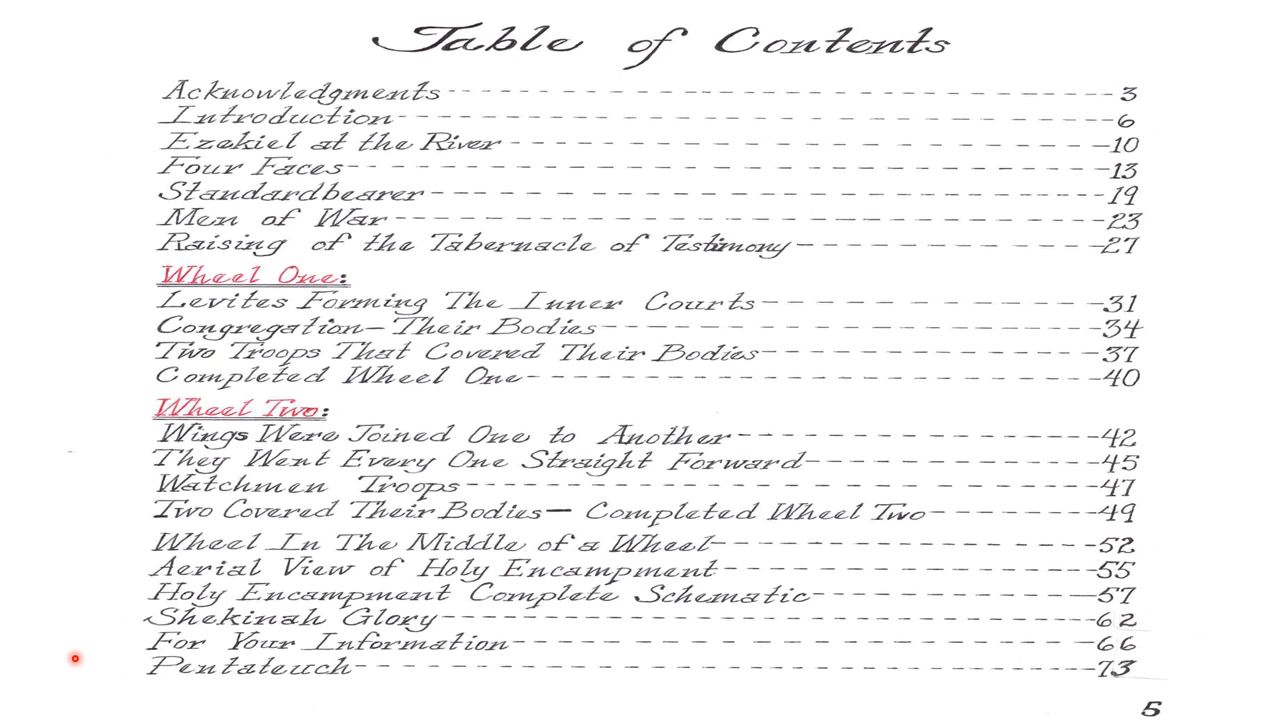 Table of Contents
Acknowledgments 3
Introduction 6
Ezekiel at the River 10
Four Faces 13
Standardbearer 19
Men of War 23
Raising of the Tabernacle of Testimony 27
Wheel One:
Levites Forming The Inner Courts 31
Congregation - Their Bodies 34
Two Troops That Covered Their Bodies 37
Completed Wheel One 40
Wheel Two:
Wings Were Joined One to Another 42
They Went Every One Straight Forward 45
Watchmen Troops 47
Two Covered Their Bodies - Completed Wheel Two 49
Wheel In The Middle of a Wheel 52
Aerial View of Holy Encampment 55
Holy Encampment Complete Schematic 57
Shekinah Glory 62
For Your Information 66
Pentateuch 73
5